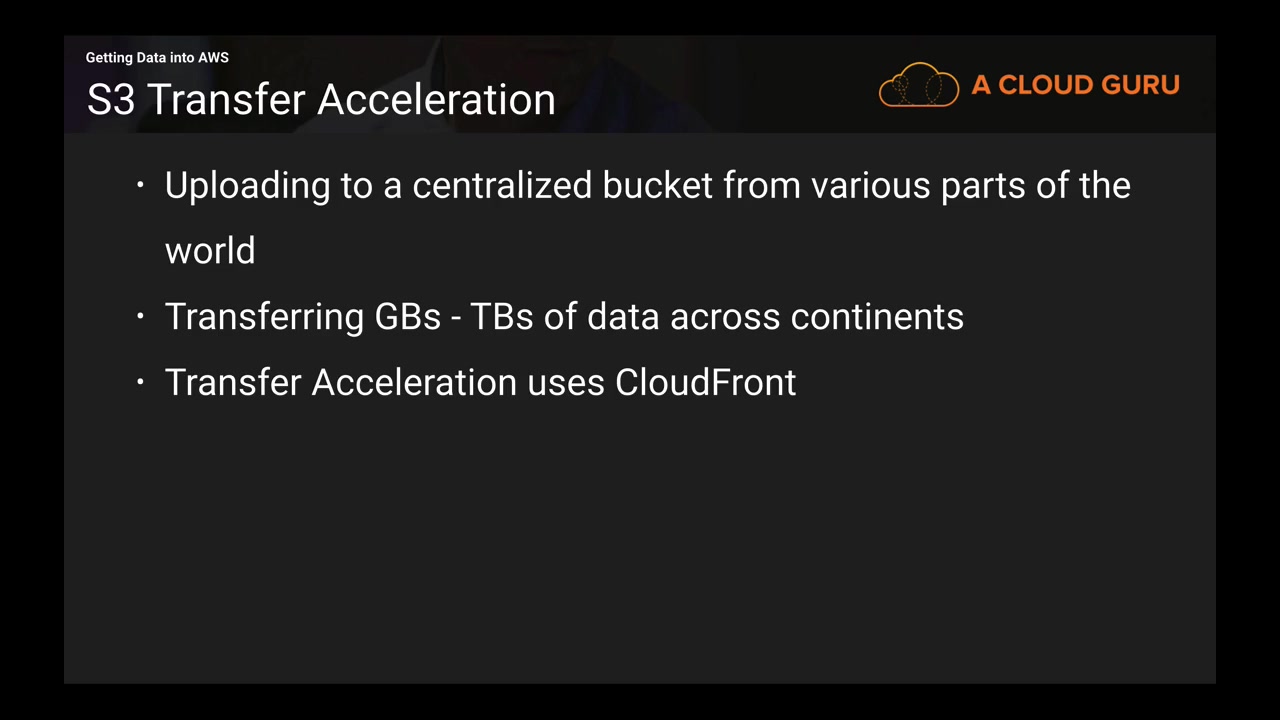 Getting Data into AWS
S3 Transfer Acceleration
A CLOUD GURU
• Uploading to a centralized bucket from various parts of the
world
• Transferring GBs - TBs of data across continents
• Transfer Acceleration uses CloudFront